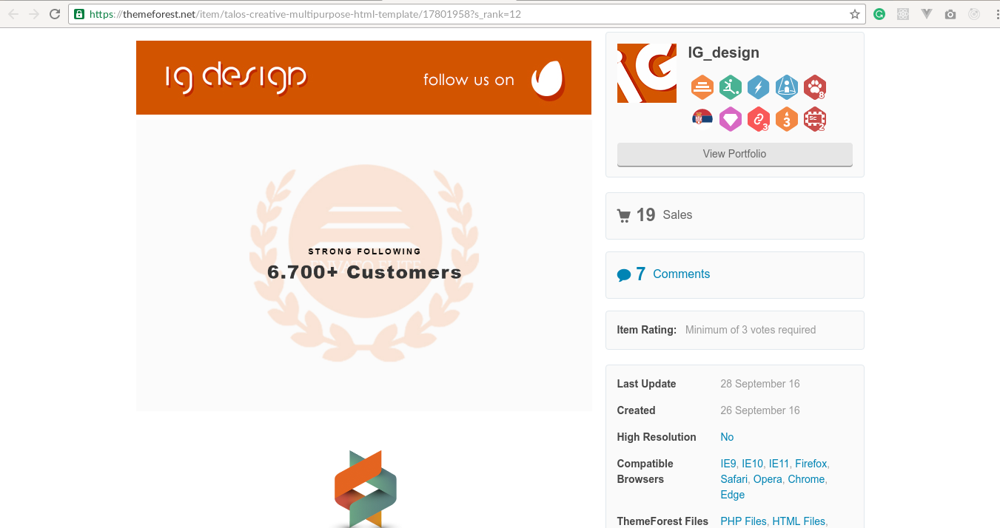 https://themeforest.net/item/talos-creative-multipurpose-html-template/17801958?s_rank=12
ig design
follow us on
ENVATO ELITE
STRONG FOLLOWING
6.700+ Customers
IG_design
8
3
3
SC
2
View Portfolio
19 Sales
7 Comments
Item Rating: Minimum of 3 votes required
Last Update 28 September 16
Created 26 September 16
High Resolution No
Compatible Browsers IE9, IE10, IE11, Firefox,
Safari, Opera, Chrome,
Edge
ThemeForest Files PHP Files, HTML Files,